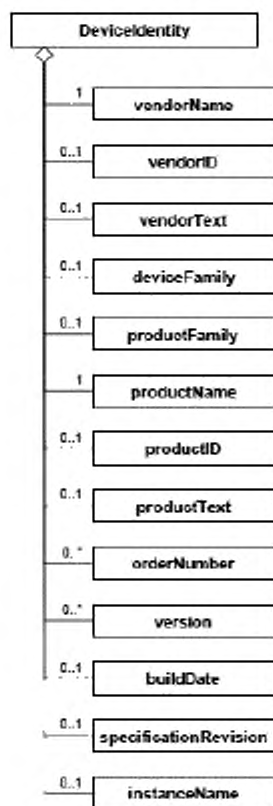 DeviceIdentity
1
vendorName
0..1
vendorID
0..1
vendorText
0..1
deviceFamily
0..1
productFamily
1
productName
0..1
productID
0..1
productText
0..*
orderNumber
0..*
version
0..1
buildDate
0..1
specificationRevision
0..1
instanceName